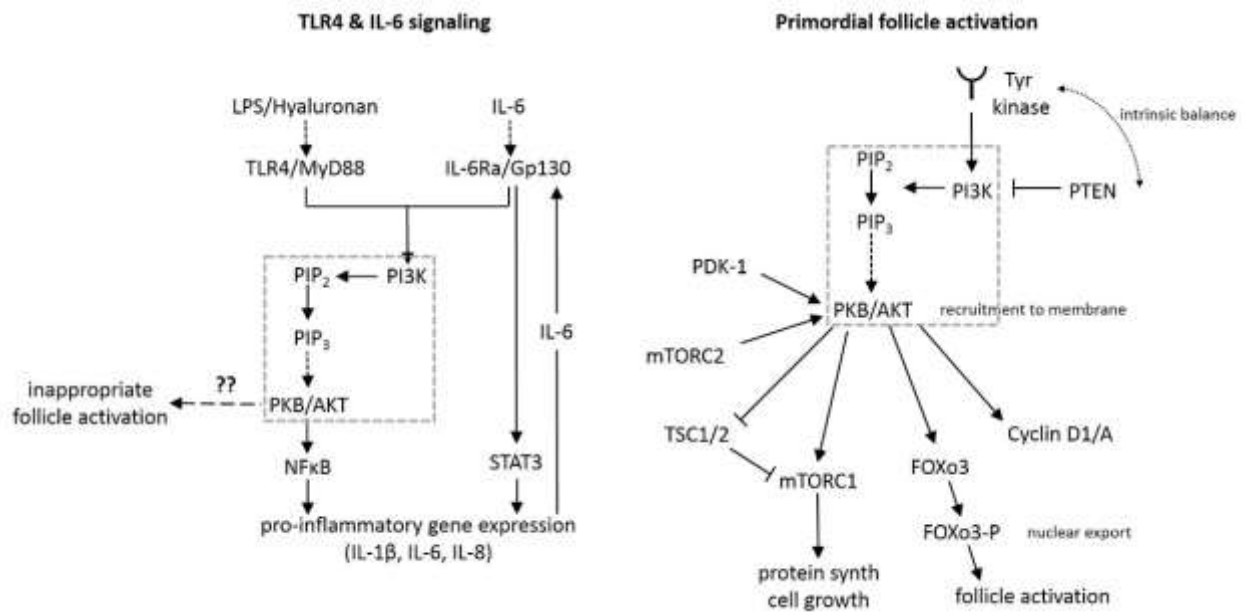 TLR4 & IL-6 signaling
LPS/Hyaluronan
IL-6
TLR4/MyD88
IL-6Ra/Gp130
PIP₂
PI3K
PIP₃
IL-6
??
inappropriate
follicle activation
PKB/AKT
NFκB
STAT3
pro-inflammatory gene expression
(IL-1β, IL-6, IL-8)
Primordial follicle activation
Tyr
kinase
intrinsic balance
PIP₂
PI3K
PTEN
PIP₃
PDK-1
PKB/AKT
recruitment to membrane
mTORC2
TSC1/2
Cyclin D1/A
mTORC1
FOXo3
FOXo3-P
nuclear export
protein synth
cell growth
follicle activation